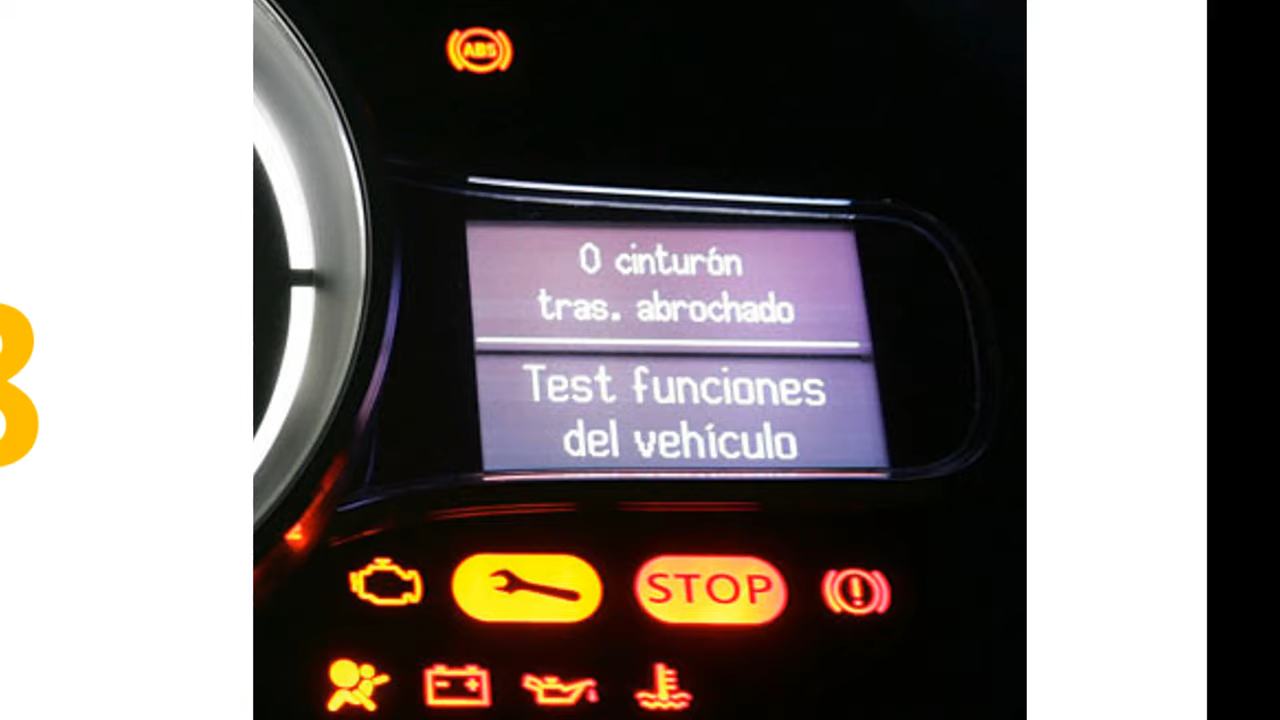 ABS
0 cinturón
tras. abrochado
Test funciones
del vehículo
STOP